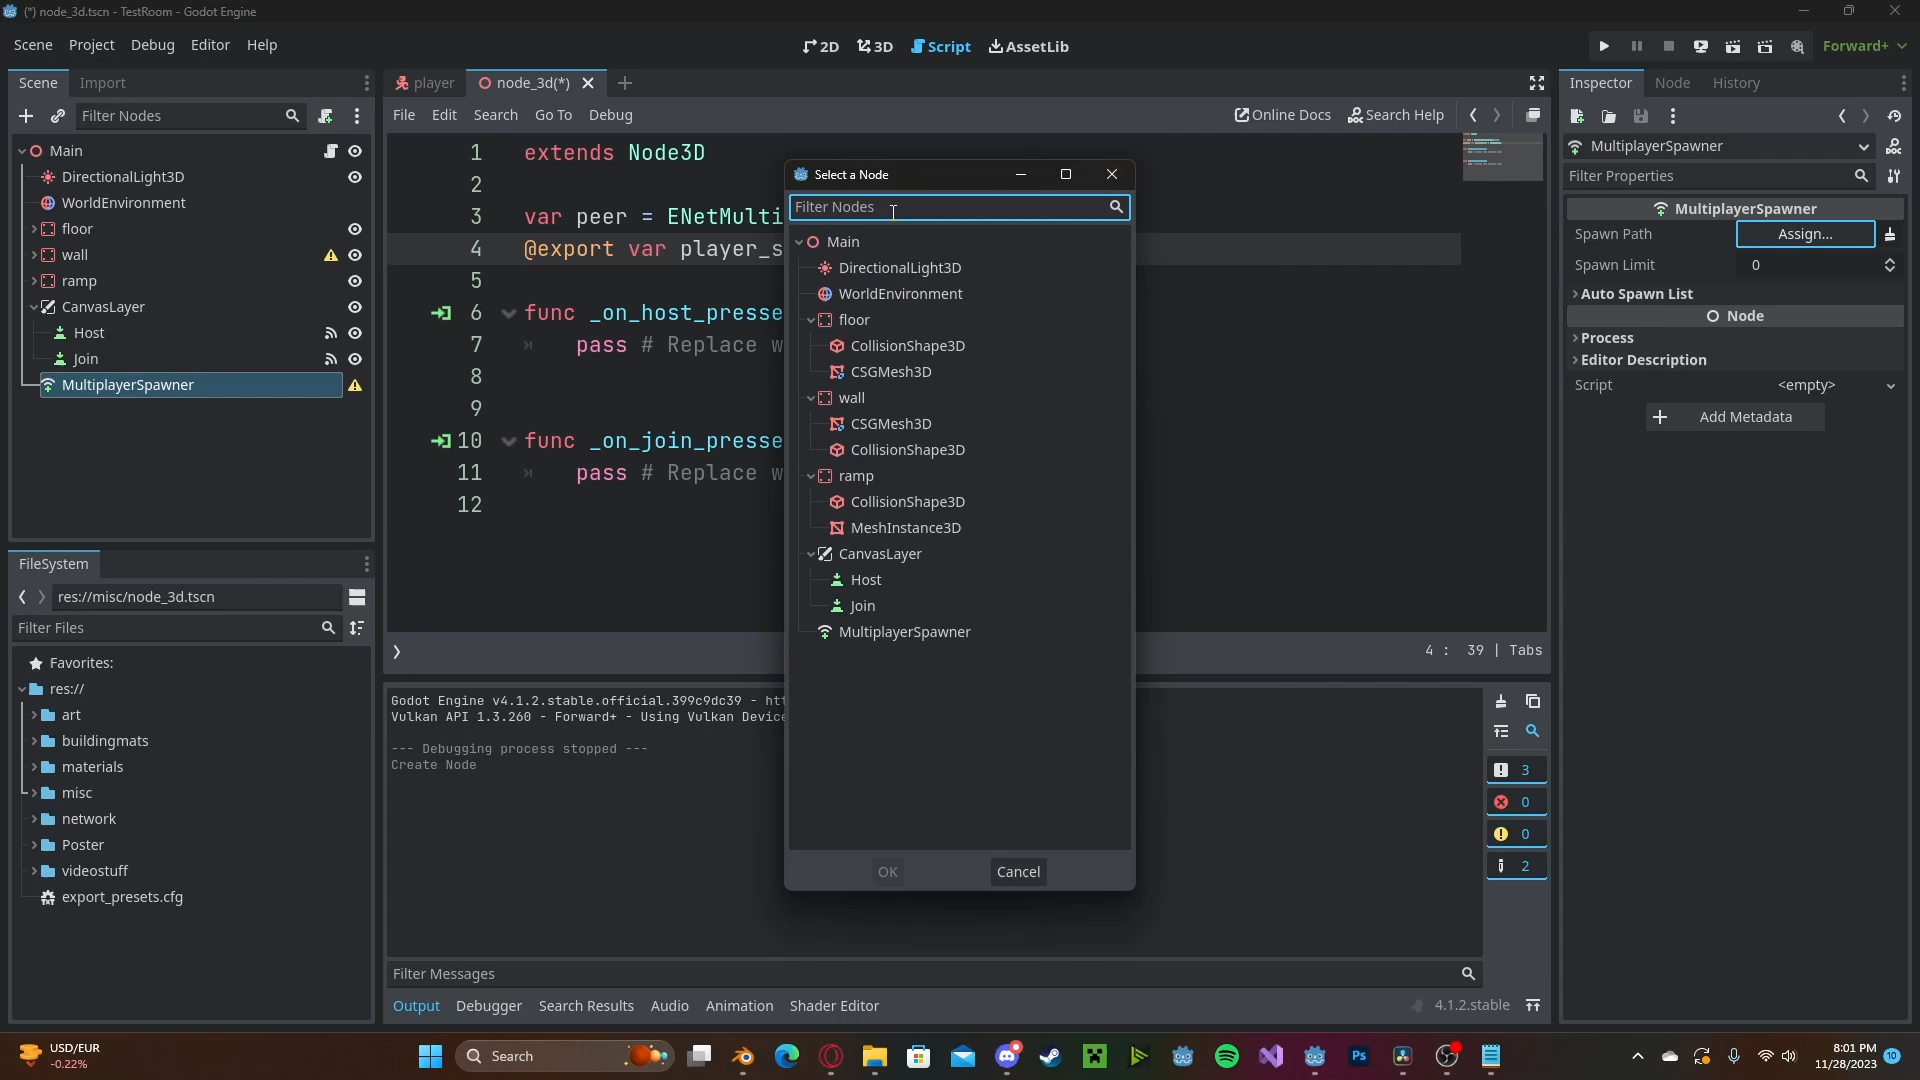 (*) node_3d.tscn - TestRoom - Godot Engine
Scene Project Debug Editor Help
2D 3D Script AssetLib
Forward+
Scene Import
Filter Nodes
Main
DirectionalLight3D
WorldEnvironment
floor
wall
ramp
CanvasLayer
Host
Join
MultiplayerSpawner
FileSystem
res://misc/node_3d.tscn
Filter Files
Favorites:
res://
art
buildingmats
materials
misc
network
Poster
videostuff
export_presets.cfg
player node_3d(*)
File Edit Search Go To Debug
Online Docs Search Help
1 extends Node3D
2
3 var peer = ENetMulti
4 @export var player_s
5
6 func _on_host_presse
7 pass # Replace w
8
9
10 func _on_join_presse
11 pass # Replace w
12
4 : 39 | Tabs
Godot Engine v4.1.2.stable.official.399c9dc39 - htt
Vulkan API 1.3.260 - Forward+ - Using Vulkan Device
--- Debugging process stopped ---
Create Node
3
0
0
2
Filter Messages
Output Debugger Search Results Audio Animation Shader Editor
4.1.2.stable
Select a Node
Filter Nodes
Main
DirectionalLight3D
WorldEnvironment
floor
CollisionShape3D
CSGMesh3D
wall
CSGMesh3D
CollisionShape3D
ramp
CollisionShape3D
MeshInstance3D
CanvasLayer
Host
Join
MultiplayerSpawner
OK Cancel
Inspector Node History
MultiplayerSpawner
Filter Properties
MultiplayerSpawner
Spawn Path Assign...
Spawn Limit 0
Auto Spawn List
Node
Process
Editor Description
Script <empty>
Add Metadata
USD/EUR
-0.22%
Search
Ps
8:01 PM
11/28/2023
10